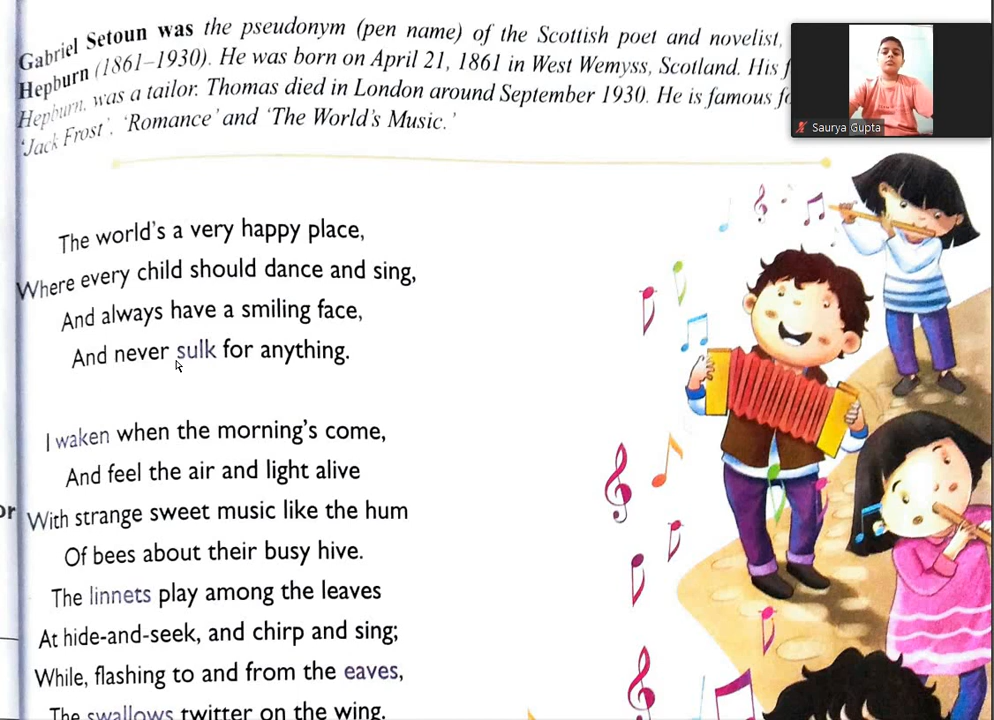 Gabriel Setoun was the pseudonym (pen name) of the Scottish poet and novelist,
Hepburn (1861–1930). He was born on April 21, 1861 in West Wemyss, Scotland. His
Hepburn, was a tailor. Thomas died in London around September 1930. He is famous
'Jack Frost', 'Romance' and 'The World's Music.'
Saurya Gupta
The world's a very happy place,
Where every child should dance and sing,
And always have a smiling face,
And never sulk for anything.
I waken when the morning's come,
And feel the air and light alive
With strange sweet music like the hum
Of bees about their busy hive.
The linnets play among the leaves
At hide-and-seek, and chirp and sing;
While, flashing to and from the eaves,
The swallows twitter on the wing.